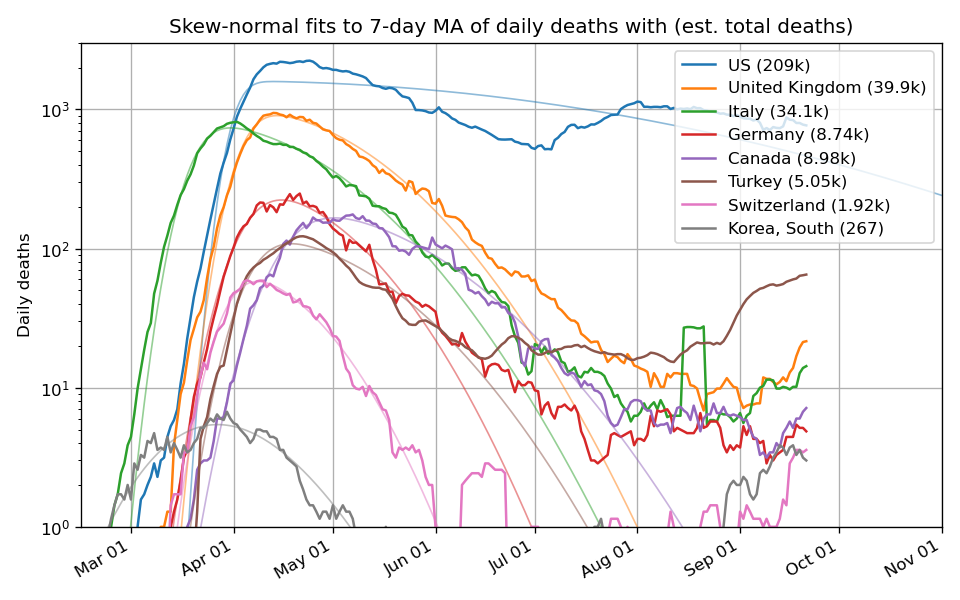 Skew-normal fits to 7-day MA of daily deaths with (est. total deaths)
US (209k)
United Kingdom (39.9k)
Italy (34.1k)
Germany (8.74k)
Canada (8.98k)
Turkey (5.05k)
Switzerland (1.92k)
Korea, South (267)
Daily deaths
10³
10²
10¹
10⁰
Mar 01
Apr 01
May 01
Jun 01
Jul 01
Aug 01
Sep 01
Oct 01
Nov 01